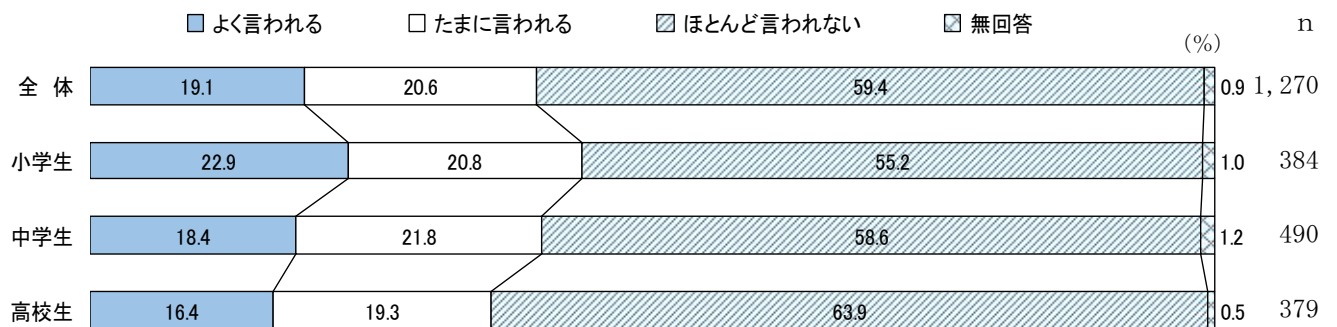 よく言われる たまに言われる ほとんど言われない 無回答 n
(%)
全 体 19.1 20.6 59.4 0.9 1,270
小学生 22.9 20.8 55.2 1.0 384
中学生 18.4 21.8 58.6 1.2 490
高校生 16.4 19.3 63.9 0.5 379